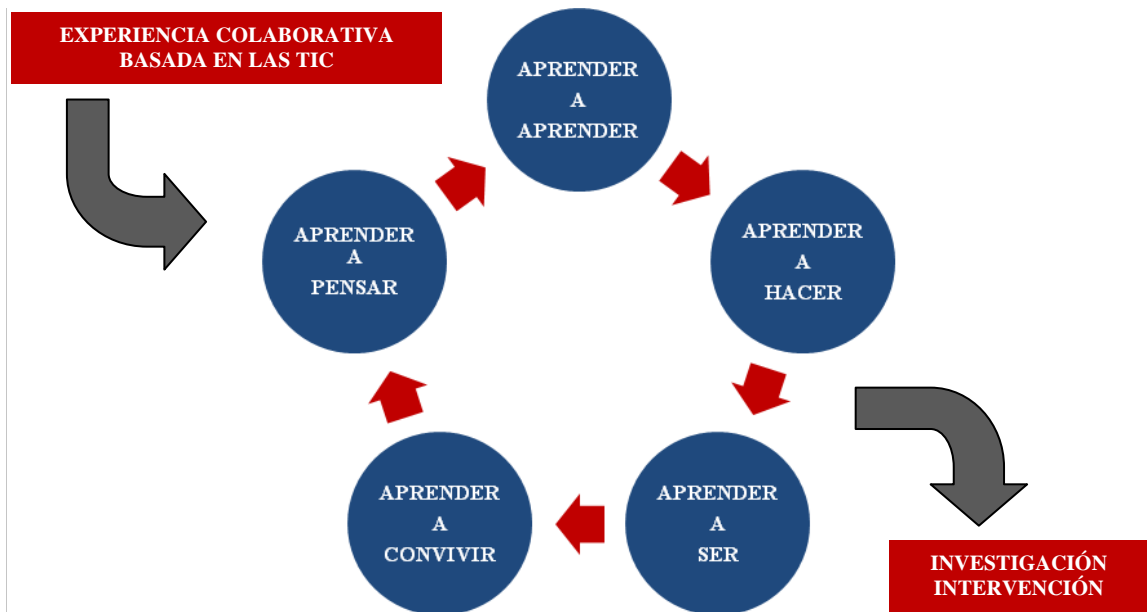 EXPERIENCIA COLABORATIVA
BASADA EN LAS TIC
APRENDER
A
APRENDER
APRENDER
A
HACER
APRENDER
A
SER
APRENDER
A
CONVIVIR
APRENDER
A
PENSAR
INVESTIGACIÓN
INTERVENCIÓN